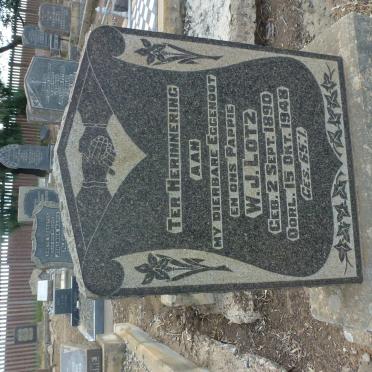 TER HERINNERING
AAN
MY DIERBARE EGGENOOT
EN ONS PAPPIE
W.J. LOTZ
GEB. 2 SEPT. 1890
OORL. 15 OKT. 1948
(GES. 65.1)